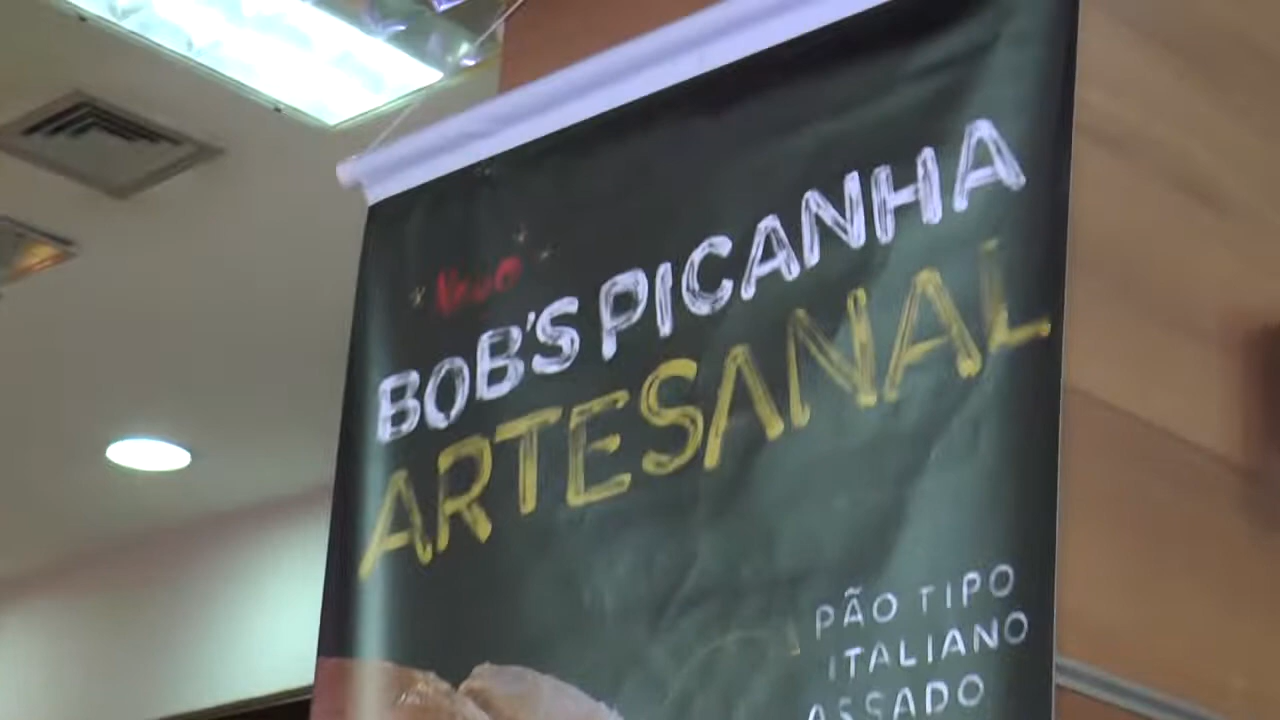 Novo
BOB'S PICANHA
ARTESANAL
PÃO TIPO
ITALIANO
ASSADO